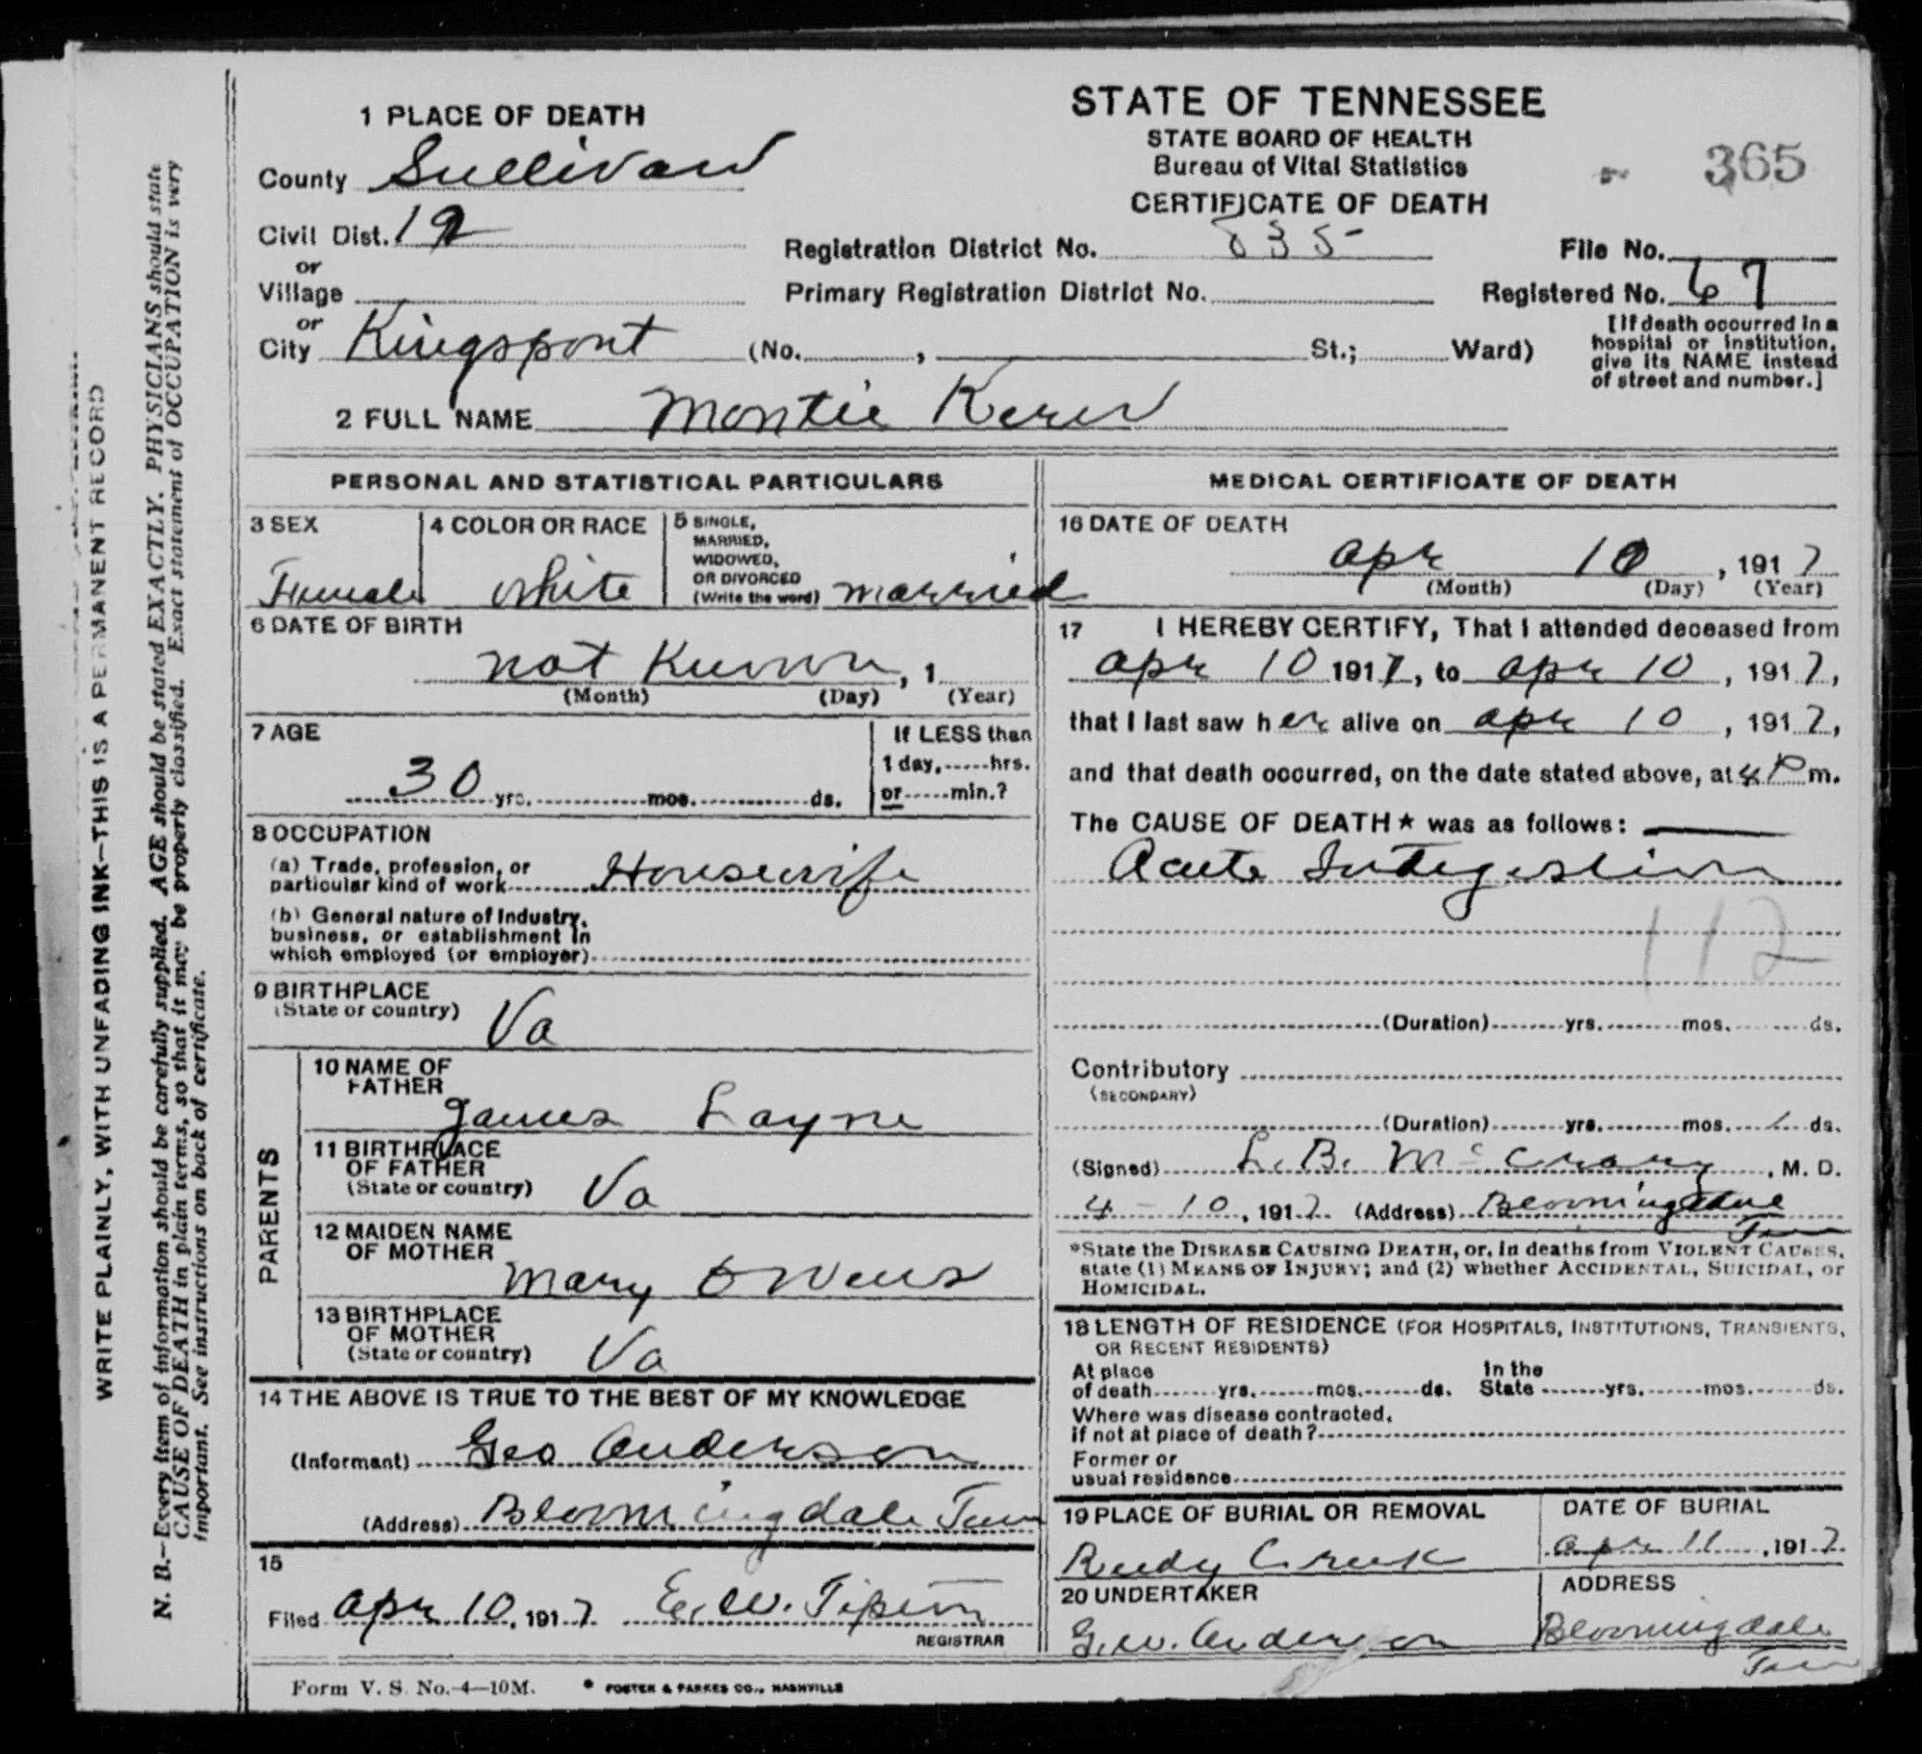 1 PLACE OF DEATH
County Sullivan
Civil Dist. 19
or
Village
or
City Kingsport (No. , St.; Ward)
STATE OF TENNESSEE
STATE BOARD OF HEALTH
Bureau of Vital Statistics
CERTIFICATE OF DEATH
365
Registration District No. 835
File No.
Primary Registration District No.
Registered No. 67
[If death occurred in a
hospital or institution,
give its NAME instead
of street and number.]
2 FULL NAME Montie
PERSONAL AND STATISTICAL PARTICULARS
3 SEX
Female
4 COLOR OR RACE
White
5 SINGLE,
MARRIED,
WIDOWED,
OR DIVORCED
(Write the word) married
6 DATE OF BIRTH
not Known, 1
(Month) (Day) (Year)
7 AGE
30 yrs. mos. ds.
If LESS than
1 day, hrs.
or min.?
8 OCCUPATION
(a) Trade, profession, or
particular kind of work Housewife
(b) General nature of Industry,
business, or establishment in
which employed (or employer)
9 BIRTHPLACE
(State or country) Va
PARENTS
10 NAME OF
FATHER
James Layne
11 BIRTHPLACE
OF FATHER
(State or country) Va
12 MAIDEN NAME
OF MOTHER
Mary Owens
13 BIRTHPLACE
OF MOTHER
(State or country) Va
14 THE ABOVE IS TRUE TO THE BEST OF MY KNOWLEDGE
(Informant) Geo Anderson
(Address) Bloomingdale Tenn
15
Filed Apr 10, 1917 E. W. Tipton
REGISTRAR
MEDICAL CERTIFICATE OF DEATH
16 DATE OF DEATH
Apr 10, 1917
(Month) (Day) (Year)
17 I HEREBY CERTIFY, That I attended deceased from
Apr 10 1917, to Apr 10, 1917,
that I last saw her alive on Apr 10, 1917,
and that death occurred, on the date stated above, at 4 P m.
The CAUSE OF DEATH* was as follows:
Acute Indigestion
112
(Duration) yrs. mos. ds.
Contributory
(SECONDARY)
(Duration) yrs. mos. 1 ds.
(Signed) L. B. McCrary, M. D.
4-10, 1917 (Address) Bloomingdale
Tenn
*State the DISEASE CAUSING DEATH, or, in deaths from VIOLENT CAUSES,
state (1) MEANS OF INJURY; and (2) whether ACCIDENTAL, SUICIDAL, or
HOMICIDAL.
18 LENGTH OF RESIDENCE (FOR HOSPITALS, INSTITUTIONS, TRANSIENTS,
OR RECENT RESIDENTS)
At place
of death yrs. mos. ds.
In the
State yrs. mos. ds.
Where was disease contracted,
if not at place of death?
Former or
usual residence
19 PLACE OF BURIAL OR REMOVAL
Reedy Creek
DATE OF BURIAL
Apr 11, 1917
20 UNDERTAKER
G. W. Anderson
ADDRESS
Bloomingdale
Tenn
Form V. S. No. 4—10M.
FOSTER & PARKES CO., NASHVILLE
WRITE PLAINLY, WITH UNFADING INK—THIS IS A PERMANENT RECORD
N. B.—Every item of information should be carefully supplied. AGE should be stated EXACTLY. PHYSICIANS should state
CAUSE OF DEATH in plain terms, so that it may be properly classified. Exact statement of OCCUPATION is very
important. See instructions on back of certificate.